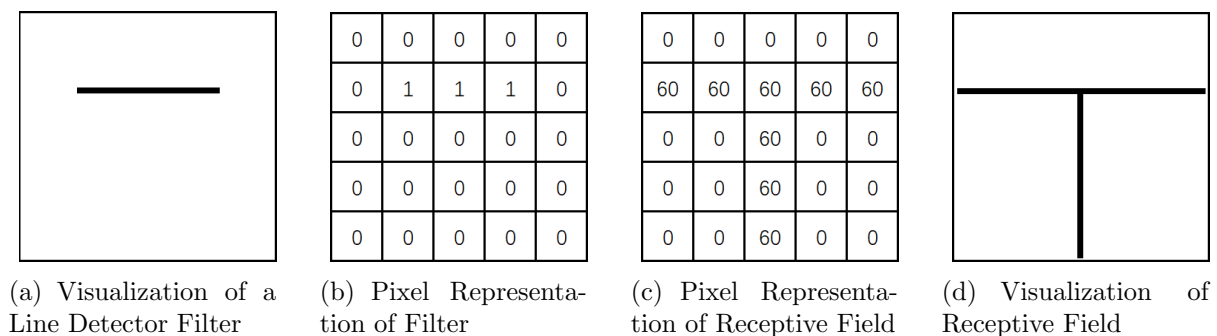 0 0 0 0 0
0 1 1 1 0
0 0 0 0 0
0 0 0 0 0
0 0 0 0 0
0 0 0 0 0
60 60 60 60 60
0 0 60 0 0
0 0 60 0 0
0 0 60 0 0
(a) Visualization of a
Line Detector Filter
(b) Pixel Representa-
tion of Filter
(c) Pixel Representa-
tion of Receptive Field
(d) Visualization of
Receptive Field